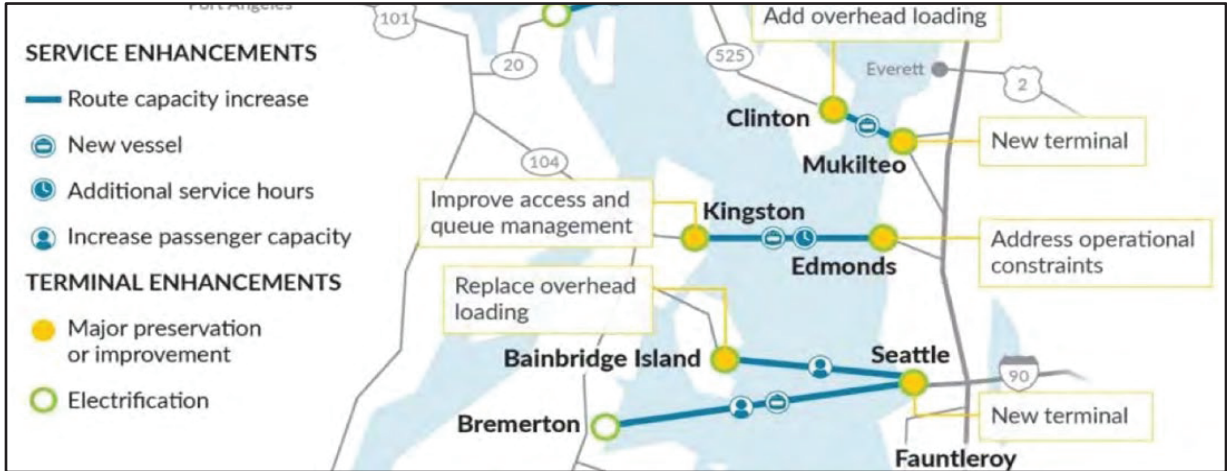 Port Angeles
101
SERVICE ENHANCEMENTS
Route capacity increase
New vessel
Additional service hours
Increase passenger capacity
TERMINAL ENHANCEMENTS
Major preservation
or improvement
Electrification
Add overhead loading
525
20
Everett
2
Clinton
New terminal
Mukilteo
104
Improve access and
queue management
Kingston
Edmonds
Address operational
constraints
Replace overhead
loading
Bainbridge Island
Seattle
90
Bremerton
New terminal
Fauntleroy